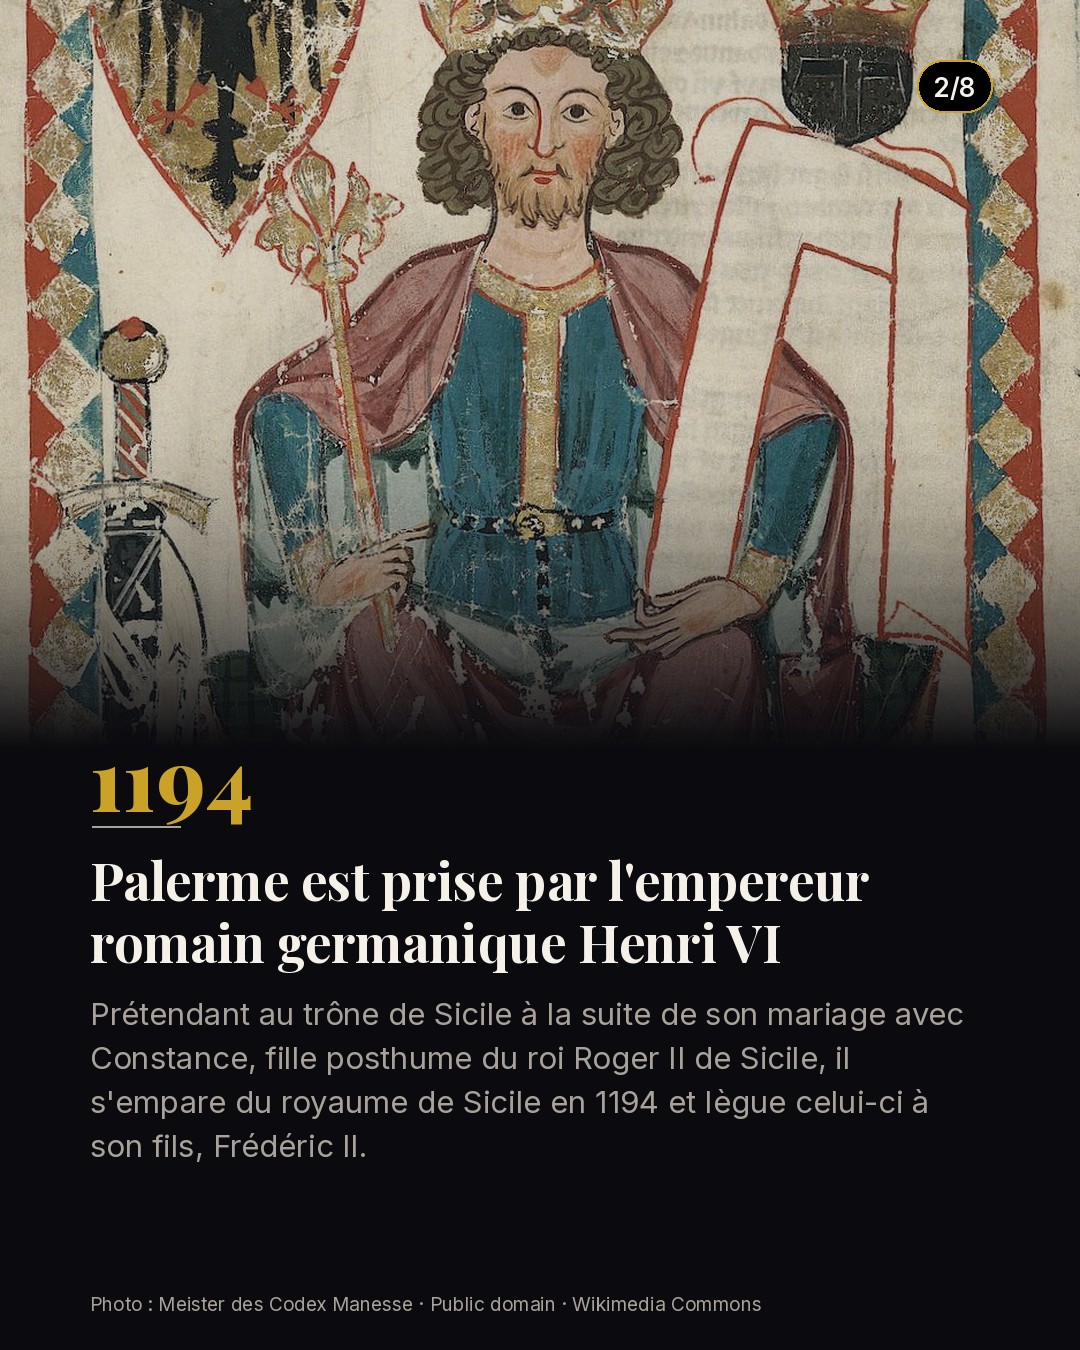 2/8
1194
Palerme est prise par l'empereur
romain germanique Henri VI
Prétendant au trône de Sicile à la suite de son mariage avec
Constance, fille posthume du roi Roger II de Sicile, il
s'empare du royaume de Sicile en 1194 et lègue celui-ci à
son fils, Frédéric II.
Photo : Meister des Codex Manesse · Public domain · Wikimedia Commons